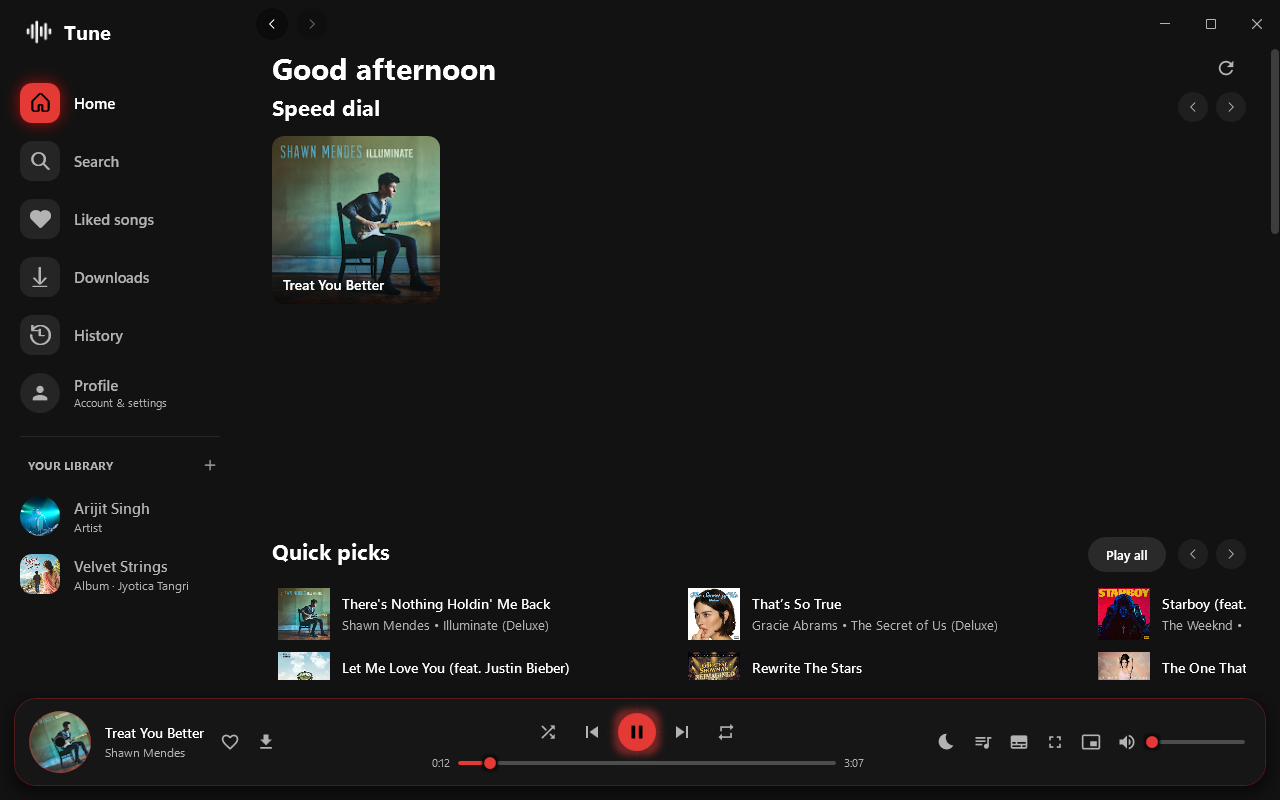 Tune
Home
Search
Liked songs
Downloads
History
Profile
Account & settings
YOUR LIBRARY
Arijit Singh
Artist
Velvet Strings
Album · Jyotica Tangri
Good afternoon
Speed dial
SHAWN MENDES ILLUMINATE
Treat You Better
Quick picks
Play all
There's Nothing Holdin' Me Back
Shawn Mendes • Illuminate (Deluxe)
That's So True
Gracie Abrams • The Secret of Us (Deluxe)
STARBOY
Starboy (feat.
The Weeknd •
Let Me Love You (feat. Justin Bieber)
Rewrite The Stars
The One That
Treat You Better
Shawn Mendes
0:12
3:07